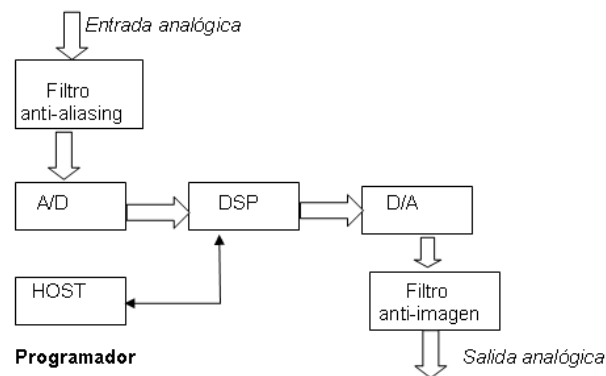 Entrada analógica
Filtro
anti-aliasing
A/D
DSP
D/A
HOST
Filtro
anti-imagen
Programador
Salida analógica